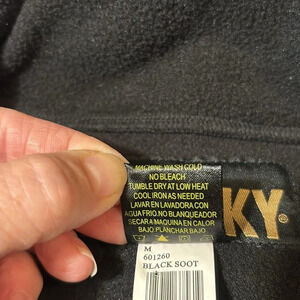 MACHINE WASH COLD
NO BLEACH
TUMBLE DRY AT LOW HEAT
COOL IRON AS NEEDED
LAVAR EN LAVADORA CON
AGUA FRIO.NO BLANQUEADOR
SECAR A MAQUINA EN CALOR
BAJO PLANCHAR BAJO
KY®
M
601260
BLACK SOOT